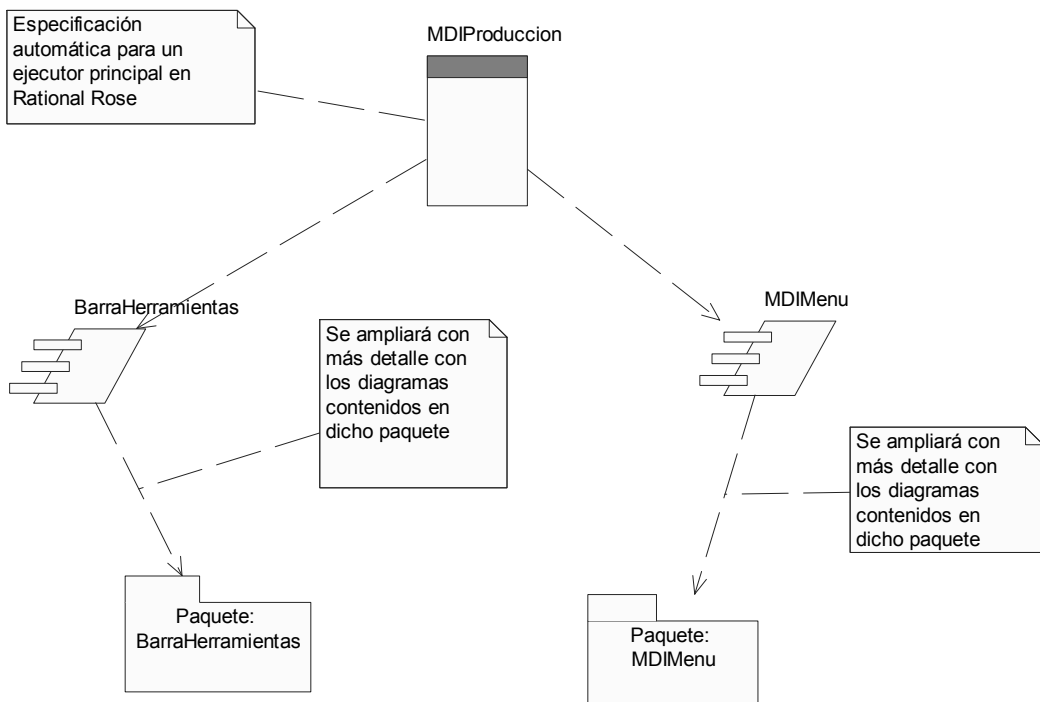 Especificación
automática para un
ejecutor principal en
Rational Rose
MDIProduccion
BarraHerramientas
MDIMenu
Se ampliará con
más detalle con
los diagramas
contenidos en
dicho paquete
Se ampliará con
más detalle con
los diagramas
contenidos en
dicho paquete
Paquete:
BarraHerramientas
Paquete:
MDIMenu